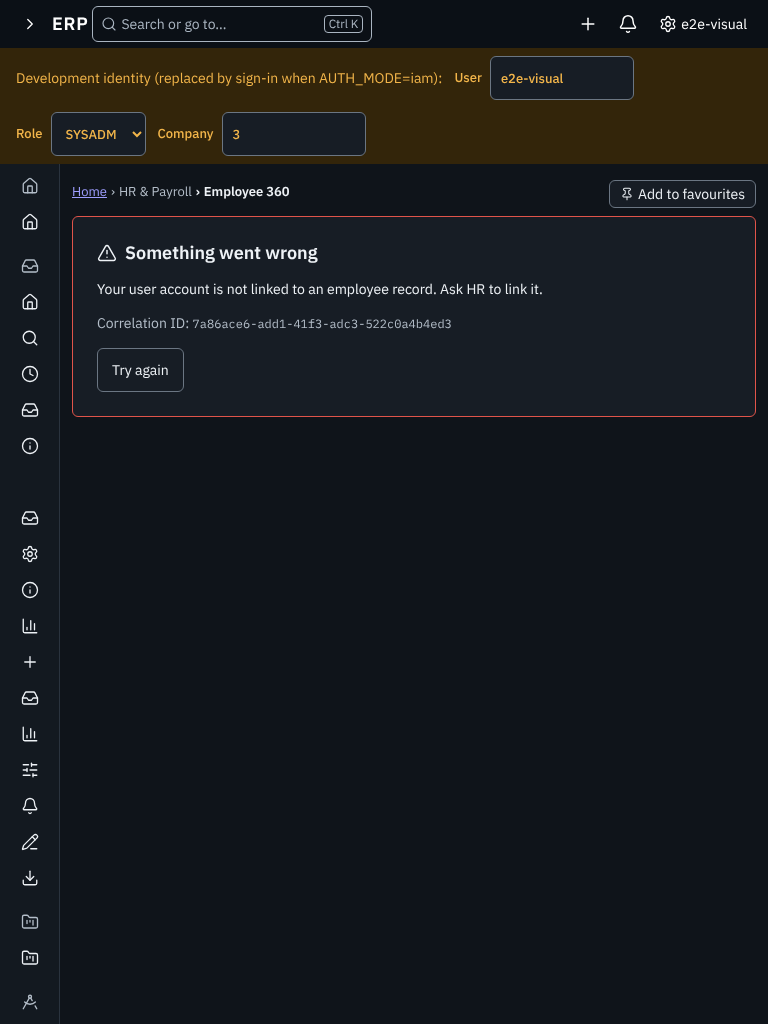 ERP
Search or go to...
Ctrl K
e2e-visual
Development identity (replaced by sign-in when AUTH_MODE=iam): User e2e-visual
Role SYSADM Company 3
Home › HR & Payroll › Employee 360
Add to favourites
Something went wrong
Your user account is not linked to an employee record. Ask HR to link it.
Correlation ID: 7a86ace6-add1-41f3-adc3-522c0a4b4ed3
Try again